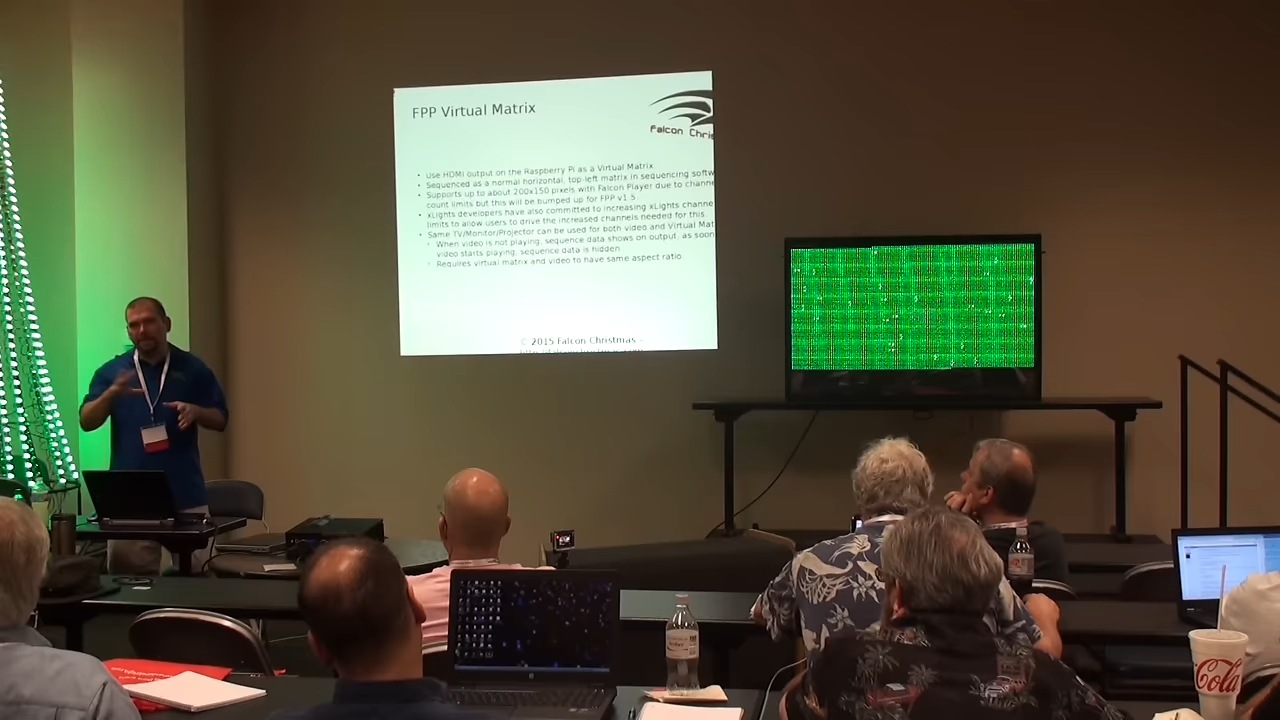 FPP Virtual Matrix
Falcon Chris
• use HDMI output on the Raspberry Pi as a Virtual Matrix
• Sequenced as a normal horizontal, top-left matrix in sequencing softw
• Supports up to about 200x150 pixels with Falcon Player due to channe
count limits but this will be bumped up for FPP v1.5
• xLights developers have also committed to increasing xLights channe
limits to allow users to drive the increased channels needed for this
• Same TV/Monitor/Projector can be used for both video and Virtual Mat
◦ When video is not playing, sequence data shows on output, as soon
video starts playing, sequence data is hidden
◦ Requires virtual matrix and video to have same aspect ratio
© 2015 Falcon Christmas -
Cola